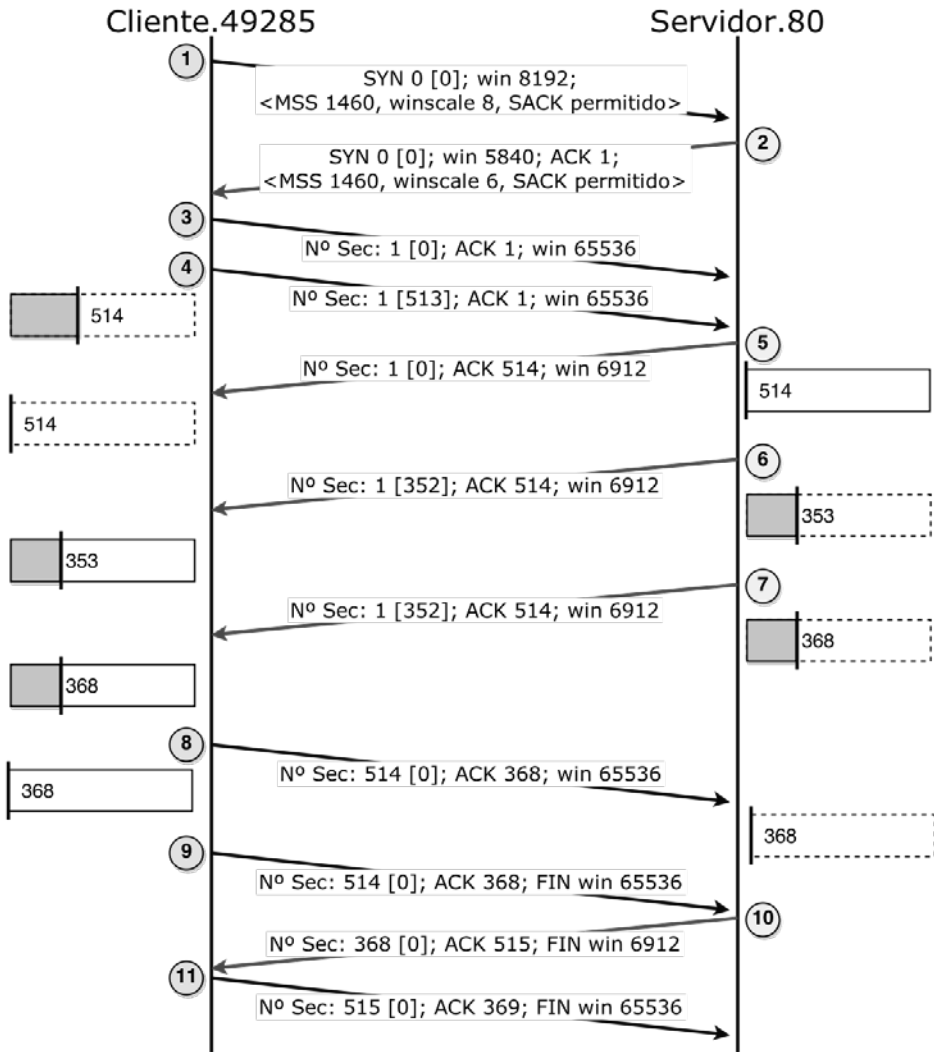 Cliente.49285
Servidor.80
1
SYN 0 [0]; win 8192;
<MSS 1460, winscale 8, SACK permitido>
2
SYN 0 [0]; win 5840; ACK 1;
<MSS 1460, winscale 6, SACK permitido>
3
Nº Sec: 1 [0]; ACK 1; win 65536
4
Nº Sec: 1 [513]; ACK 1; win 65536
514
5
Nº Sec: 1 [0]; ACK 514; win 6912
514
514
6
Nº Sec: 1 [352]; ACK 514; win 6912
353
353
7
Nº Sec: 1 [352]; ACK 514; win 6912
368
368
8
Nº Sec: 514 [0]; ACK 368; win 65536
368
368
9
Nº Sec: 514 [0]; ACK 368; FIN win 65536
10
Nº Sec: 368 [0]; ACK 515; FIN win 6912
11
Nº Sec: 515 [0]; ACK 369; FIN win 65536